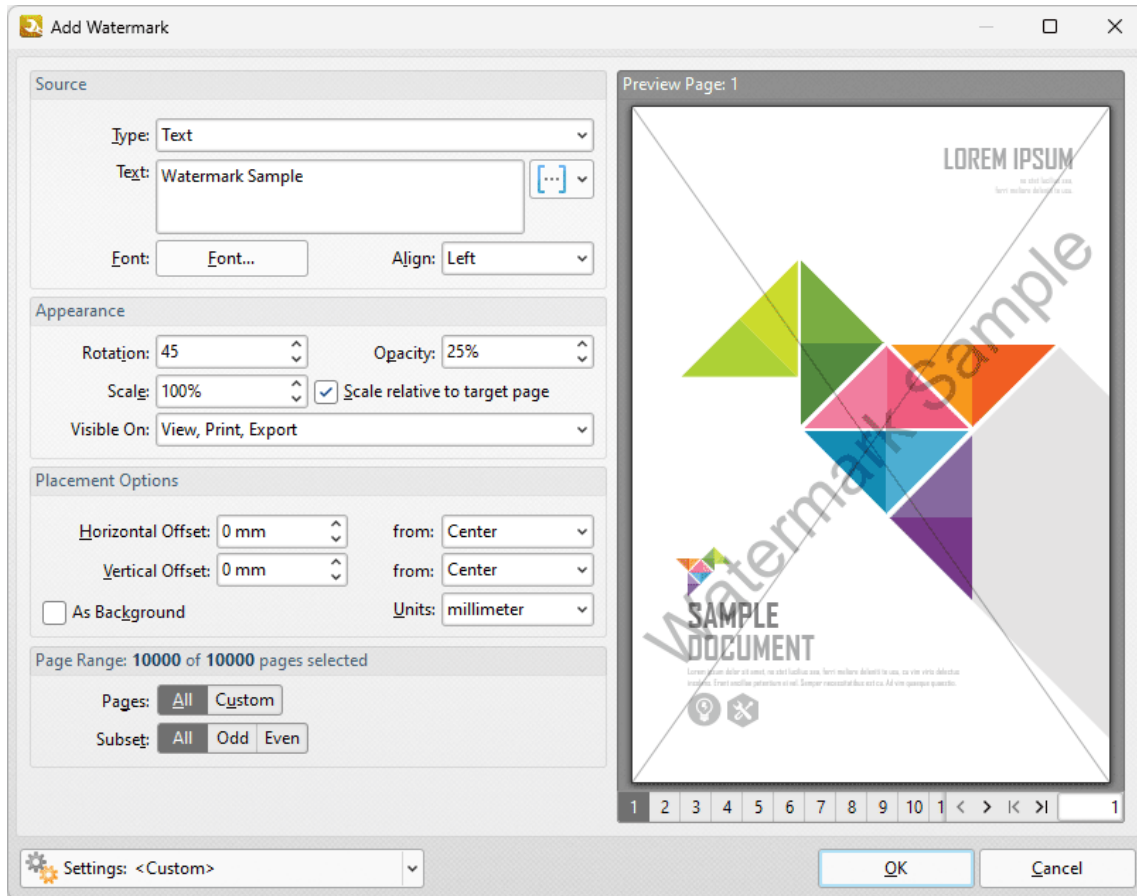 Add Watermark
Source
Type: Text
Text: Watermark Sample
Font: Font... Align: Left
Appearance
Rotation: 45 Opacity: 25%
Scale: 100% Scale relative to target page
Visible On: View, Print, Export
Placement Options
Horizontal Offset: 0 mm from: Center
Vertical Offset: 0 mm from: Center
As Background Units: millimeter
Page Range: 10000 of 10000 pages selected
Pages: All Custom
Subset: All Odd Even
Preview Page: 1
LOREM IPSUM
Watermark Sample
SAMPLE
DOCUMENT
1 2 3 4 5 6 7 8 9 10 1 1
Settings: <Custom> OK Cancel